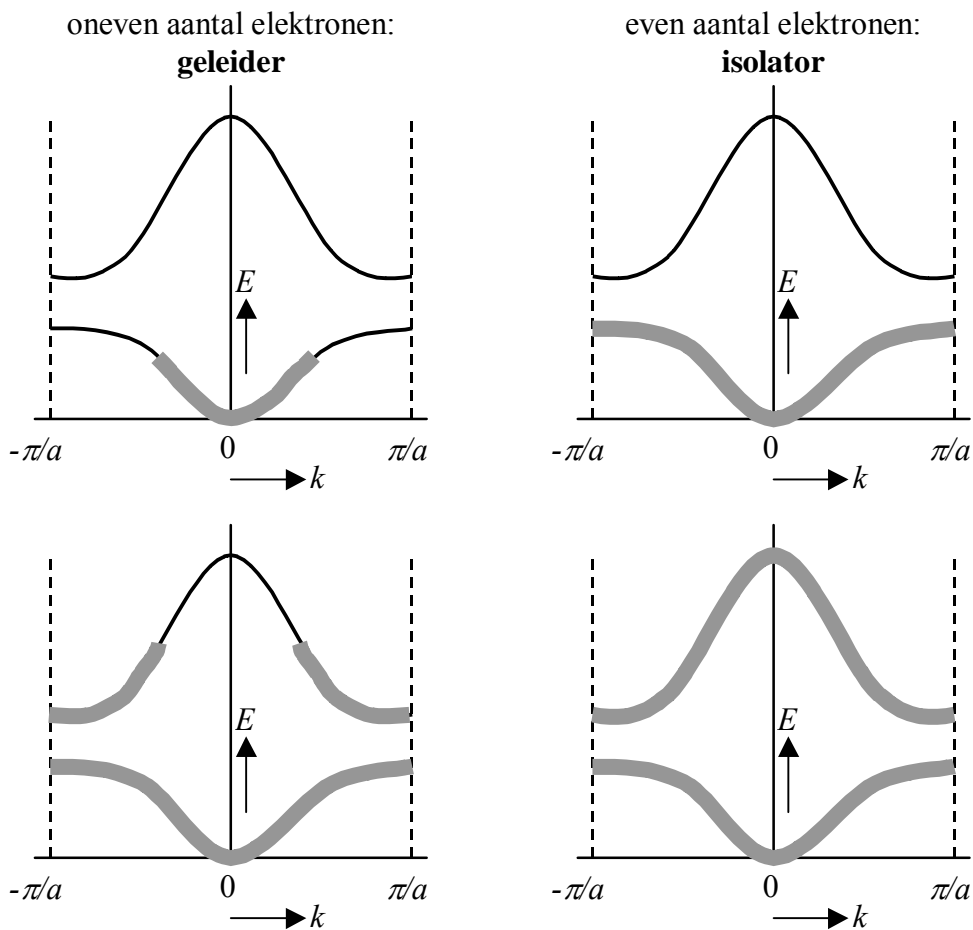 oneven aantal elektronen:
geleider
even aantal elektronen:
isolator
E
-π/a
0
π/a
k
E
-π/a
0
π/a
k
E
-π/a
0
π/a
k
E
-π/a
0
π/a
k